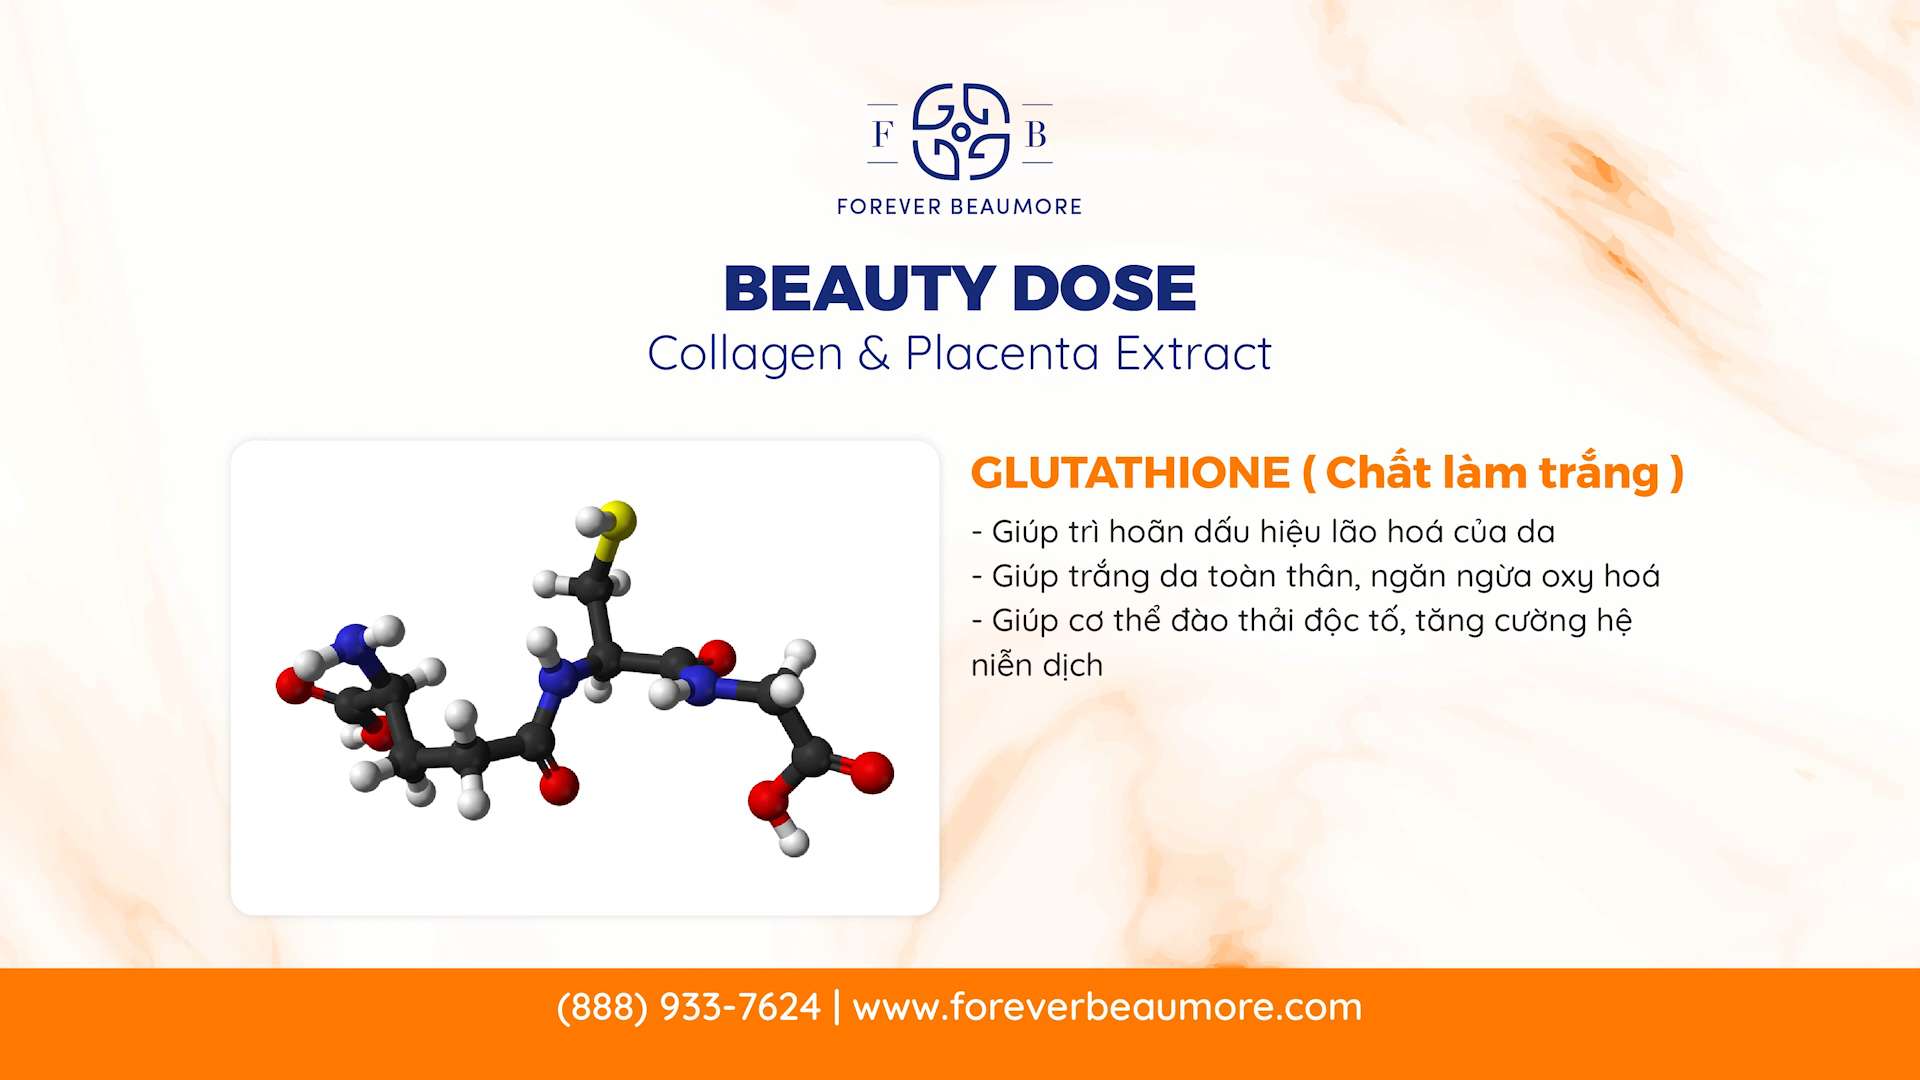 F B
FOREVER BEAUMORE
BEAUTY DOSE
Collagen & Placenta Extract
GLUTATHIONE ( Chất làm trắng )
- Giúp trì hoãn dấu hiệu lão hoá của da
- Giúp trắng da toàn thân, ngăn ngừa oxy hoá
- Giúp cơ thể đào thải độc tố, tăng cường hệ
niễn dịch
(888) 933-7624 | www.foreverbeaumore.com